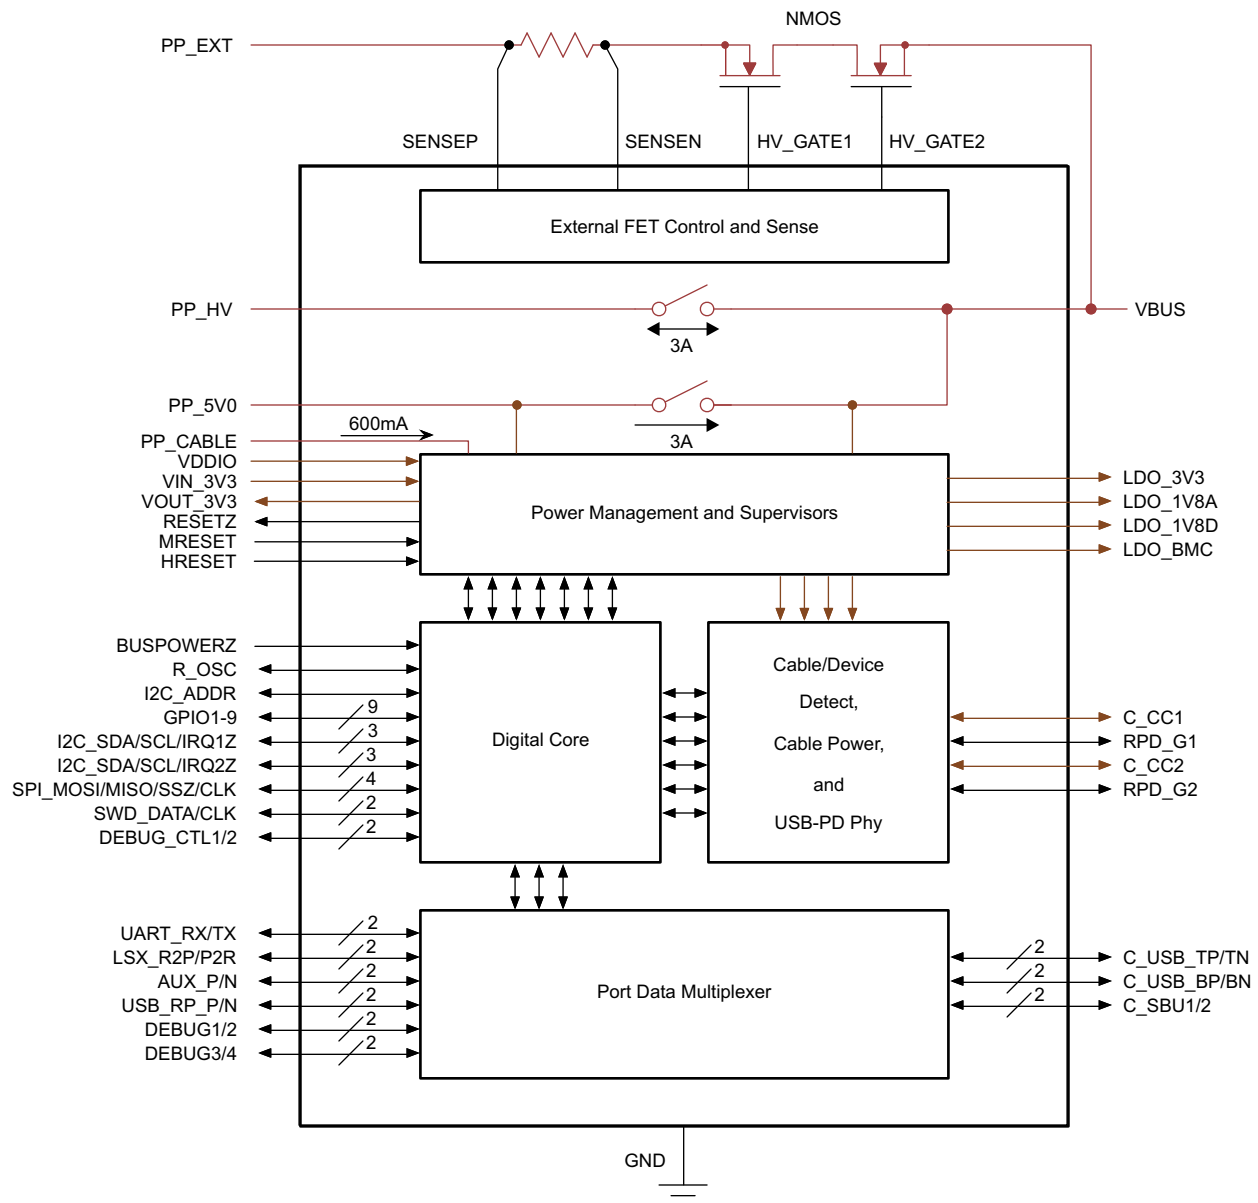 NMOS
PP_EXT
SENSEP
SENSEN
HV_GATE1
HV_GATE2
External FET Control and Sense
PP_HV
3A
VBUS
PP_5V0
600mA
3A
PP_CABLE
VDDIO
VIN_3V3
VOUT_3V3
RESETZ
MRESET
HRESET
Power Management and Supervisors
LDO_3V3
LDO_1V8A
LDO_1V8D
LDO_BMC
BUSPOWERZ
R_OSC
I2C_ADDR
GPIO1-9
9
I2C_SDA/SCL/IRQ1Z
3
I2C_SDA/SCL/IRQ2Z
3
SPI_MOSI/MISO/SSZ/CLK
4
SWD_DATA/CLK
2
DEBUG_CTL1/2
2
Digital Core
Cable/Device
Detect,
Cable Power,
and
USB-PD Phy
C_CC1
RPD_G1
C_CC2
RPD_G2
UART_RX/TX
2
LSX_R2P/P2R
2
AUX_P/N
2
USB_RP_P/N
2
DEBUG1/2
2
DEBUG3/4
2
Port Data Multiplexer
2
C_USB_TP/TN
2
C_USB_BP/BN
2
C_SBU1/2
GND